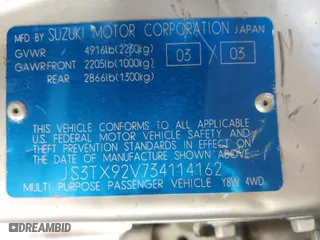 MFD BY SUZUKI MOTOR CORPORATION JAPAN
GVWR 4916lb(2230kg) 03 / 03
GAWRFRONT 2205lb(1000kg)
REAR 2866lb(1300kg)
THIS VEHICLE CONFORMS TO ALL APPLICABLE
U.S. FEDERAL MOTOR VEHICLE SAFETY AND
THEFT PREVENTION STANDARDS IN EFFECT ON THE
DATE OF MANUFACTURE SHOWN ABOVE.
JS3TX92V734114162
MULTI PURPOSE PASSENGER VEHICLE Y8W 4WD
DREAMBID